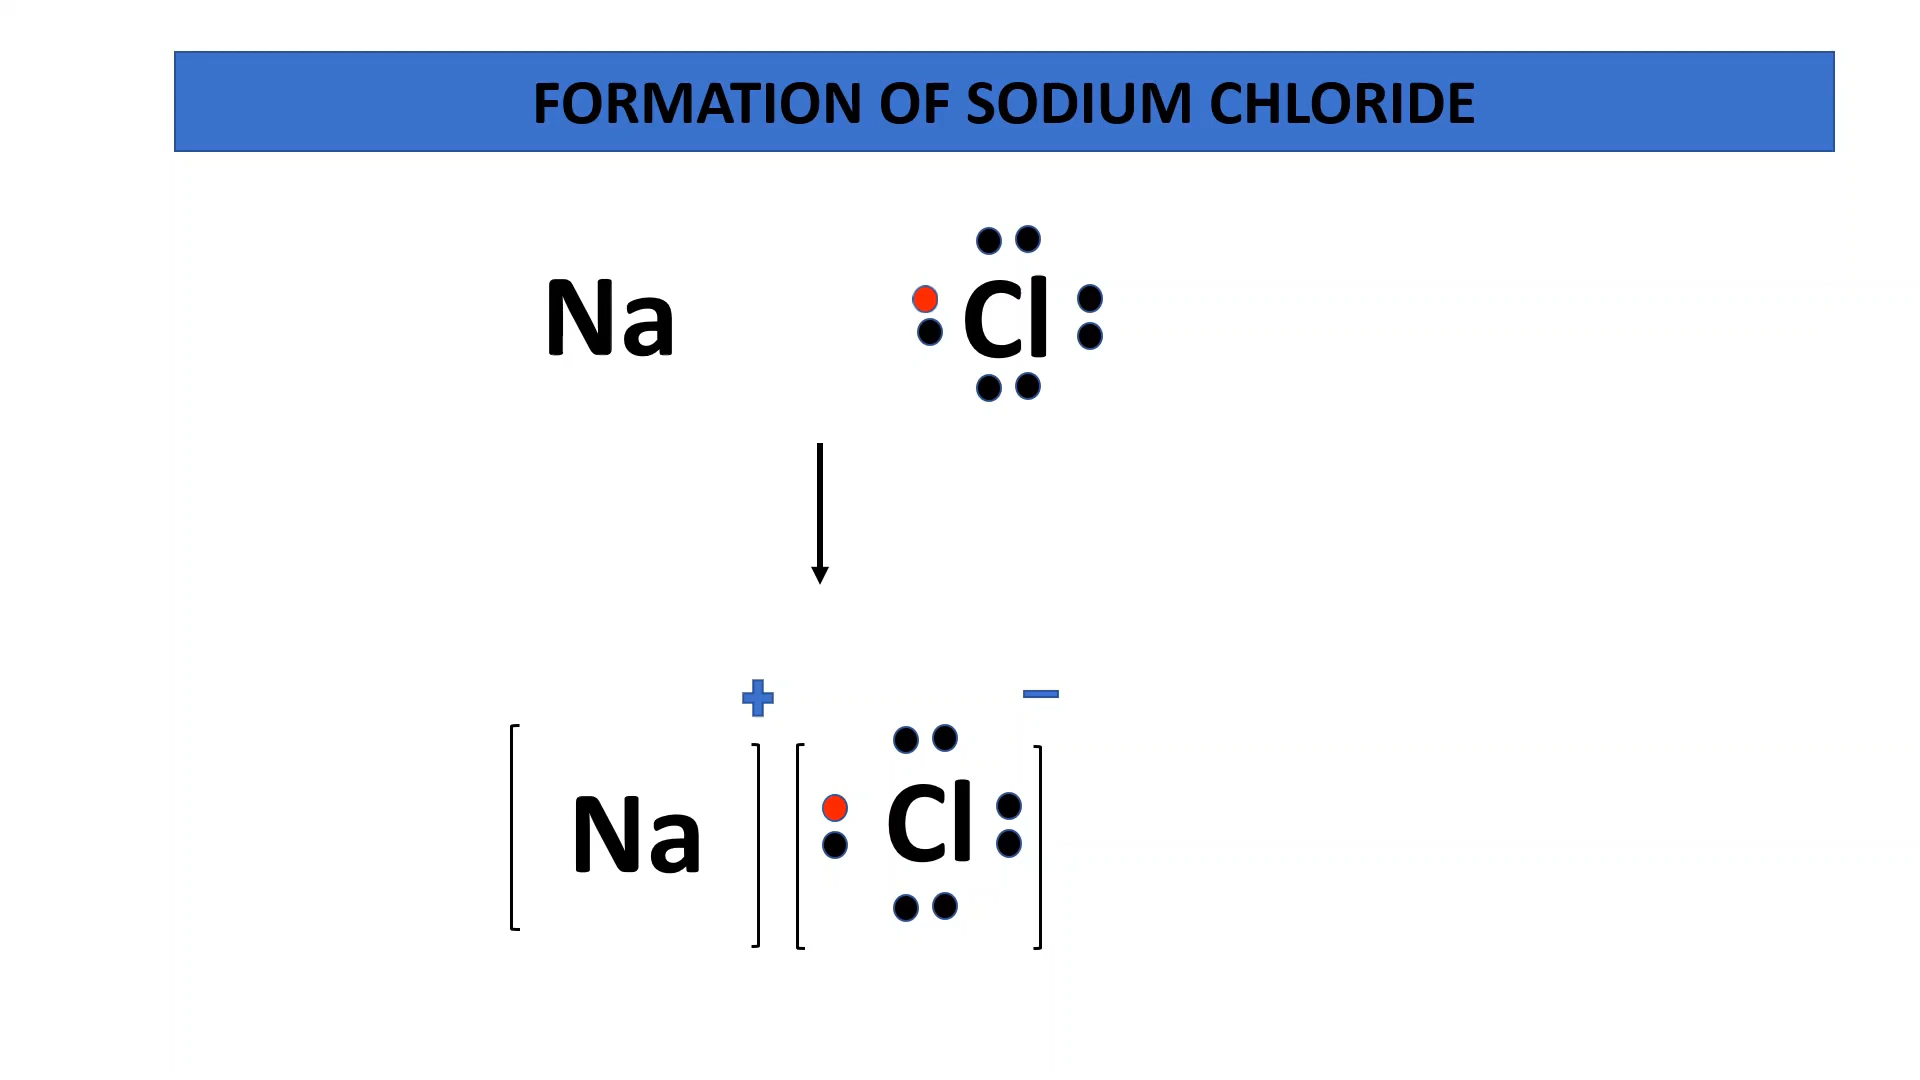 FORMATION OF SODIUM CHLORIDE
Na Cl
+ −
[ Na ] [ Cl ]